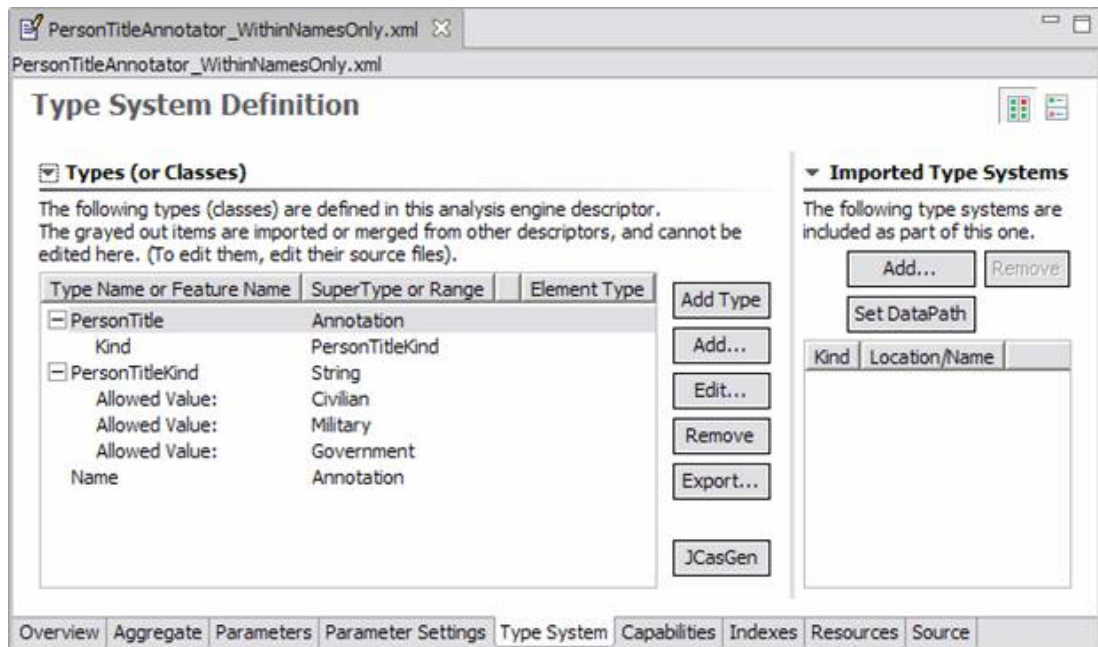 PersonTitleAnnotator_WithinNamesOnly.xml
PersonTitleAnnotator_WithinNamesOnly.xml
Type System Definition
Types (or Classes)
The following types (classes) are defined in this analysis engine descriptor.
The grayed out items are imported or merged from other descriptors, and cannot be
edited here. (To edit them, edit their source files).
Type Name or Feature Name SuperType or Range Element Type
PersonTitle Annotation
Kind PersonTitleKind
PersonTitleKind String
Allowed Value: Civilian
Allowed Value: Military
Allowed Value: Government
Name Annotation
Add Type
Add...
Edit...
Remove
Export...
JCasGen
Imported Type Systems
The following type systems are
included as part of this one.
Add... Remove
Set DataPath
Kind Location/Name
Overview Aggregate Parameters Parameter Settings Type System Capabilities Indexes Resources Source